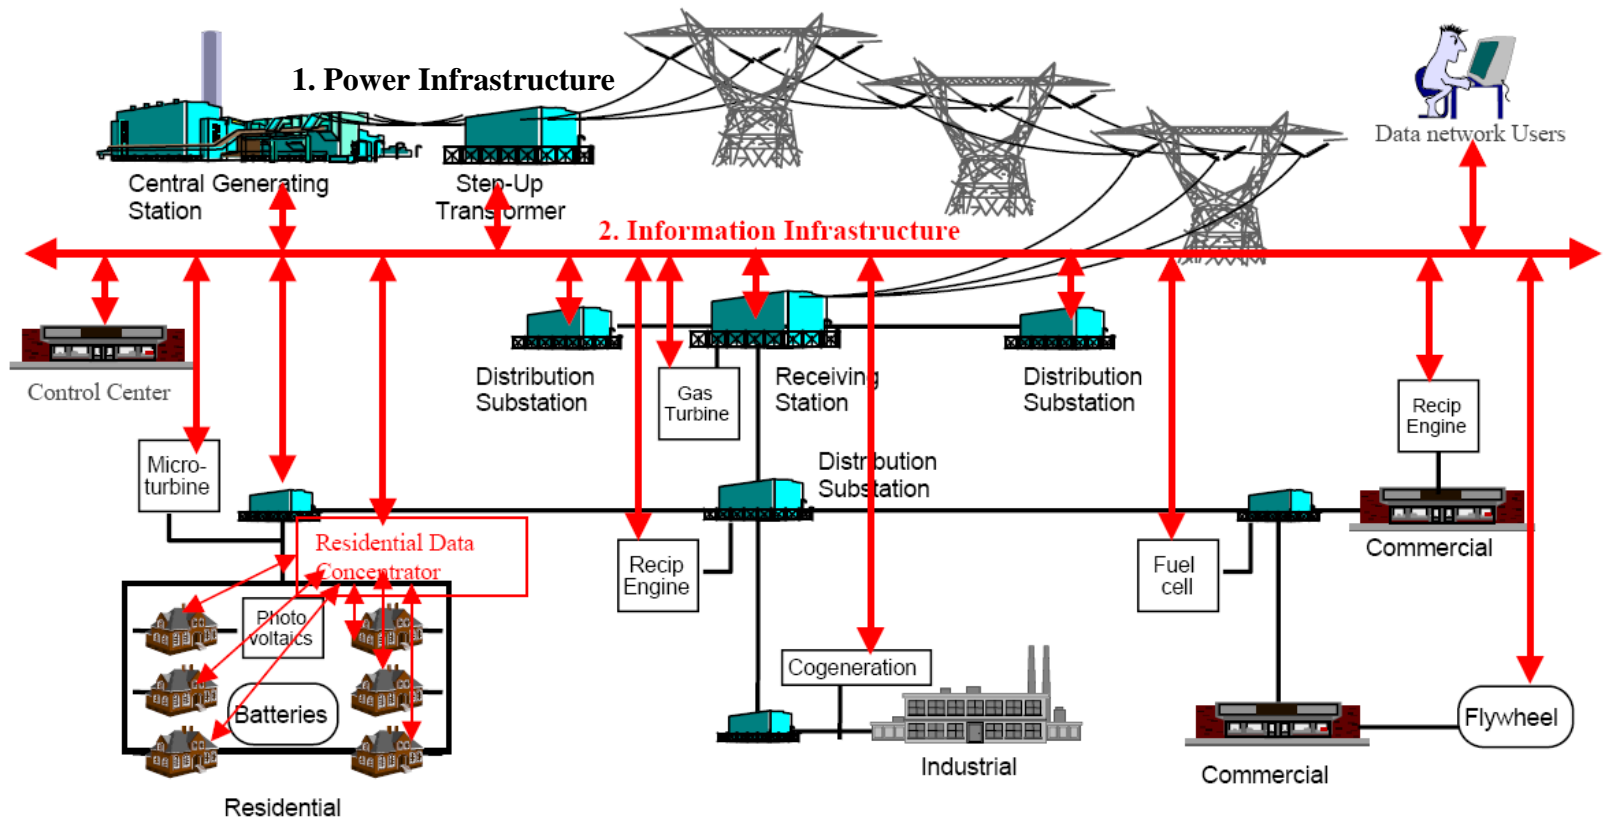 1. Power Infrastructure
Data network Users
Central Generating
Station
Step-Up
Transformer
2. Information Infrastructure
Control Center
Distribution
Substation
Gas
Turbine
Receiving
Station
Distribution
Substation
Recip
Engine
Micro-
turbine
Distribution
Substation
Commercial
Residential Data
Concentrator
Recip
Engine
Fuel
cell
Photo
voltaics
Cogeneration
Batteries
Flywheel
Industrial
Commercial
Residential